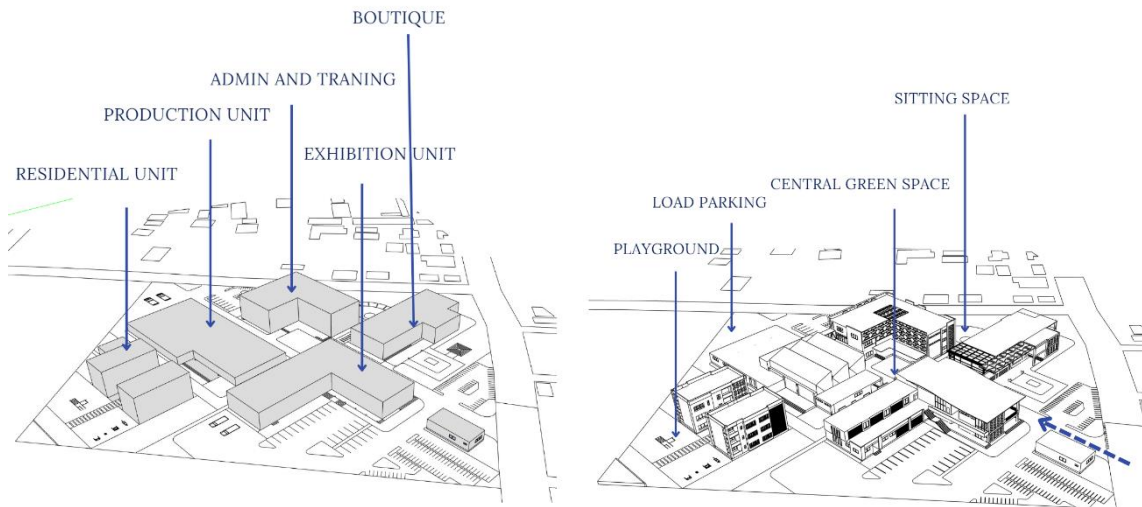 BOUTIQUE
ADMIN AND TRANING
PRODUCTION UNIT
EXHIBITION UNIT
RESIDENTIAL UNIT
SITTING SPACE
CENTRAL GREEN SPACE
LOAD PARKING
PLAYGROUND